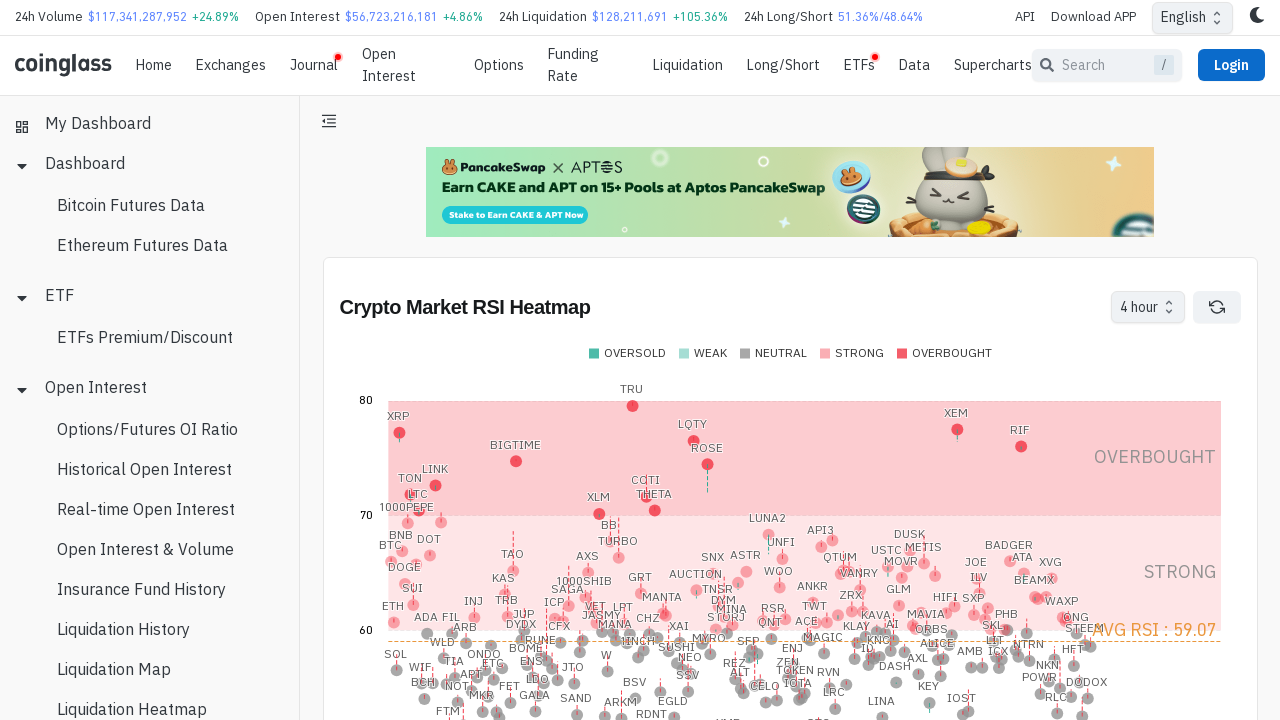 24h Volume $117,341,287,952 +24.89% Open Interest $56,723,216,181 +4.86% 24h Liquidation $128,211,691 +105.36% 24h Long/Short 51.36%/48.64% API Download APP English
coinglass Home Exchanges Journal Open Interest Options Funding Rate Liquidation Long/Short ETFs Data Supercharts Search / Login
My Dashboard
Dashboard
Bitcoin Futures Data
Ethereum Futures Data
ETF
ETFs Premium/Discount
Open Interest
Options/Futures OI Ratio
Historical Open Interest
Real-time Open Interest
Open Interest & Volume
Insurance Fund History
Liquidation History
Liquidation Map
Liquidation Heatmap
PancakeSwap X APTOS
Earn CAKE and APT on 15+ Pools at Aptos PancakeSwap
Stake to Earn CAKE & APT Now
Crypto Market RSI Heatmap
4 hour
OVERSOLD WEAK NEUTRAL STRONG OVERBOUGHT
TRU
80
XRP LQTY XEM
RIF
BIGTIME ROSE
OVERBOUGHT
LINK
TON COTI
LTC XLM THETA
1000PEPE
70
LUNA2
BB
API3
BNB DOT TURBO UNFI DUSK
BTC USTC METIS BADGER
TAO AXS SNX ASTR QTUM ATA
DOGE MOVR JOE XVG
STRONG
KAS 1000SHIB GRT AUCTION WOO VANRY ILV BEAMX
SUI SAGA TNSR ANKR GLM
TRB MANTA DYM ZRX HIFI SXP WAXP
ETH INJ ICP VET LPT MINA RSR TWT
ADA FIL JUP JASMY CHZ STORJ QNT ACE KAVA MAVIA PHB ONG
60
ARB DYDX CFX MANA XAI KLAY AI ORBS SKL STEEM
AVG RSI : 59.07
WLD RUNE 1INCH MYRO SFP MAGIC KNC ALICE LIT NTRN
SOL ONDO BOME SUSHI ENJ ID AMB ICX HFT
TIA ENS W NEO REZ ZEN AXL
WIF ETC JTO ALT TOKEN RVN DASH NKN
BCH APT LDO BSV SSV CELO IOTA KEY POWR DODOX
NOT FET LRC
MKR GALA SAND ARKM EGLD LINA IOST RLC
FTM RDNT